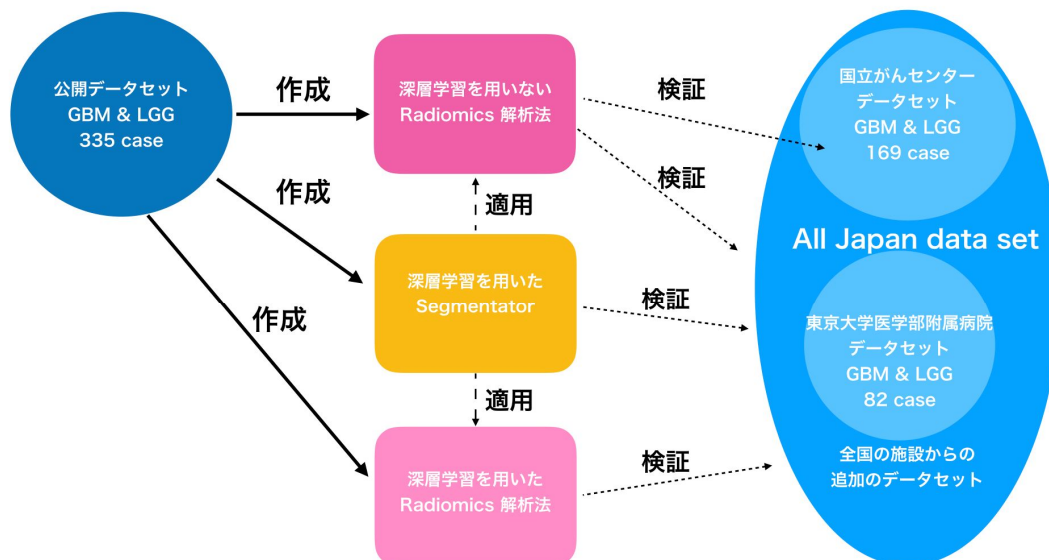 公開データセット
GBM & LGG
335 case
作成
作成
作成
深層学習を用いない
Radiomics 解析法
適用
深層学習を用いた
Segmentator
適用
深層学習を用いた
Radiomics 解析法
検証
検証
検証
検証
国立がんセンター
データセット
GBM & LGG
169 case
All Japan data set
東京大学医学部附属病院
データセット
GBM & LGG
82 case
全国の施設からの
追加のデータセット